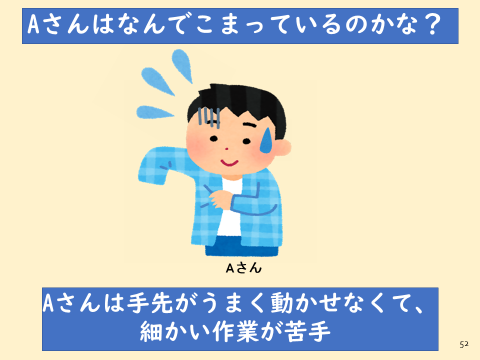 Aさんはなんでこまっているのかな？
Aさん
Aさんは手先がうまく動かせなくて、
細かい作業が苦手
52